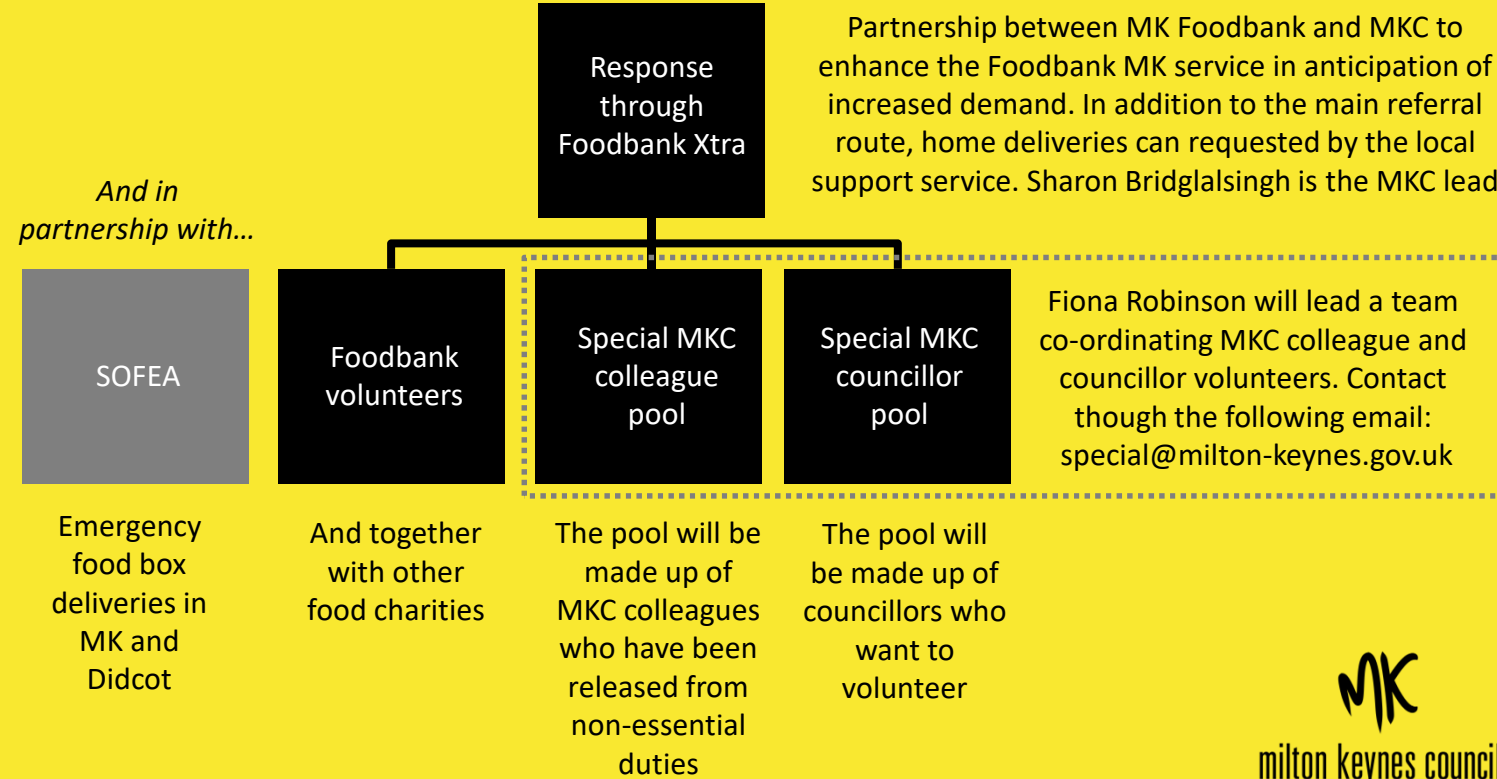 Response
through
Foodbank Xtra
Partnership between MK Foodbank and MKC to
enhance the Foodbank MK service in anticipation of
increased demand. In addition to the main referral
route, home deliveries can requested by the local
support service. Sharon Bridglalsingh is the MKC lead
And in
partnership with…
SOFEA
Foodbank
volunteers
Special MKC
colleague
pool
Special MKC
councillor
pool
Fiona Robinson will lead a team
co-ordinating MKC colleague and
councillor volunteers. Contact
though the following email:
special@milton-keynes.gov.uk
Emergency
food box
deliveries in
MK and
Didcot
And together
with other
food charities
The pool will be
made up of
MKC colleagues
who have been
released from
non-essential
duties
The pool will
be made up of
councillors who
want to
volunteer
MK
milton keynes council